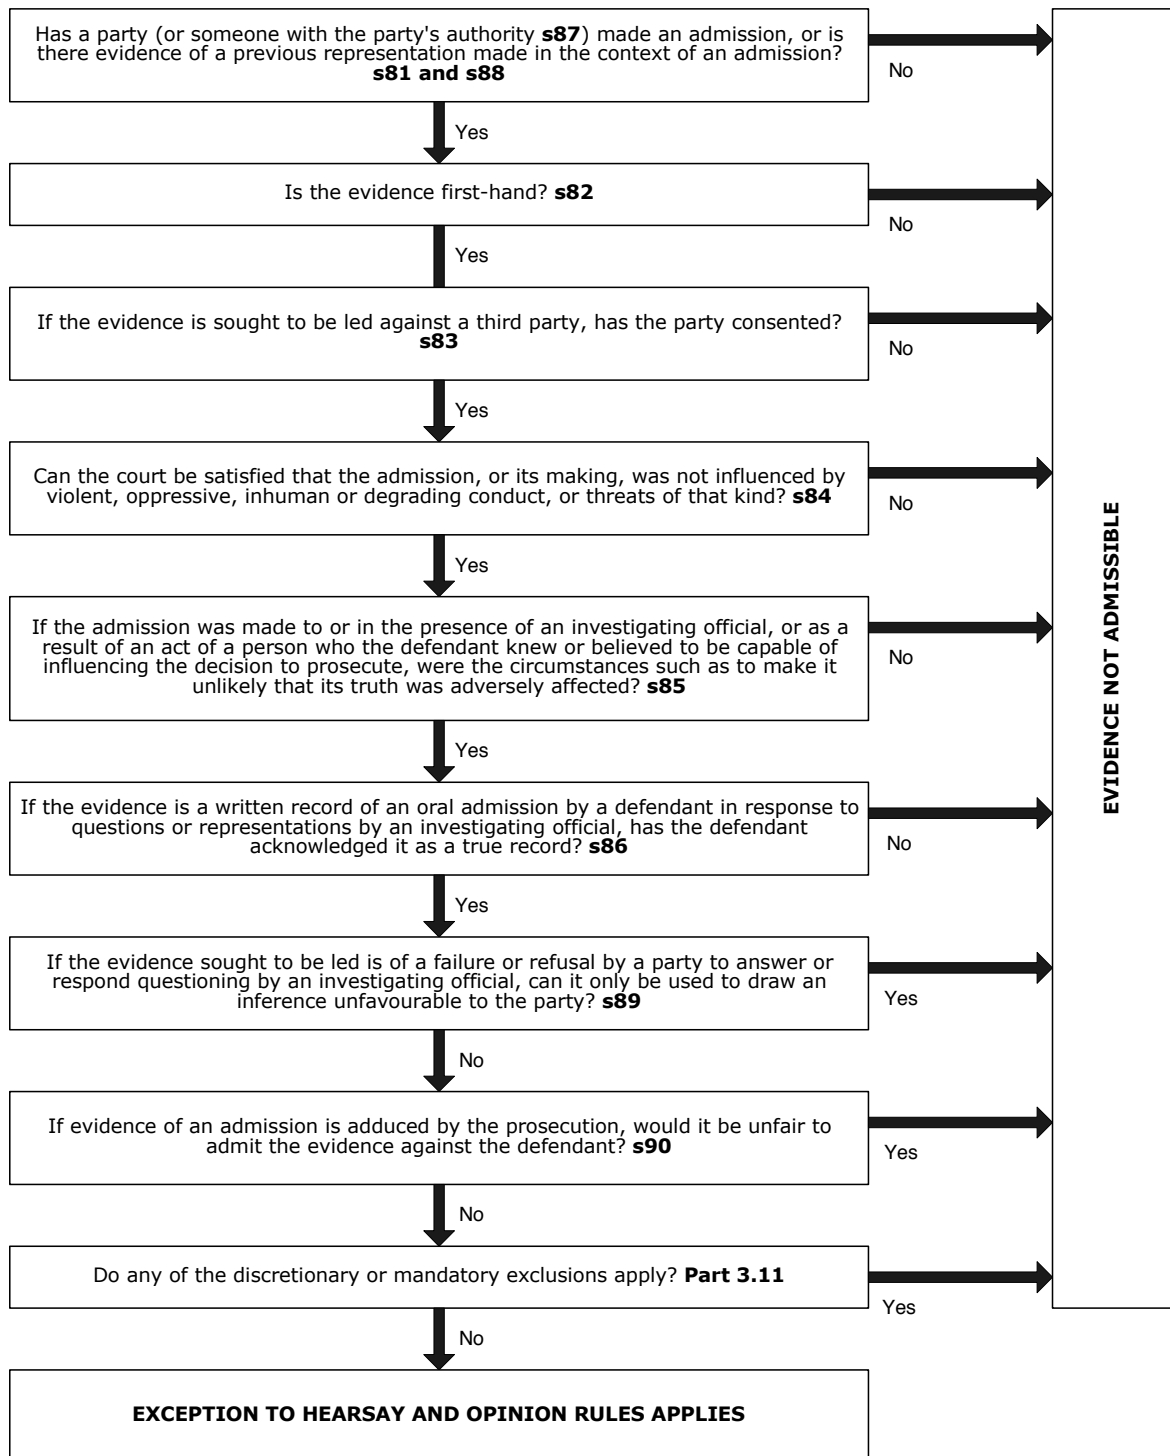 Has a party (or someone with the party's authority s87) made an admission, or is
there evidence of a previous representation made in the context of an admission?
s81 and s88
No
Yes
Is the evidence first-hand? s82
No
Yes
If the evidence is sought to be led against a third party, has the party consented?
s83
No
Yes
Can the court be satisfied that the admission, or its making, was not influenced by
violent, oppressive, inhuman or degrading conduct, or threats of that kind? s84
No
Yes
If the admission was made to or in the presence of an investigating official, or as a
result of an act of a person who the defendant knew or believed to be capable of
influencing the decision to prosecute, were the circumstances such as to make it
unlikely that its truth was adversely affected? s85
No
Yes
If the evidence is a written record of an oral admission by a defendant in response to
questions or representations by an investigating official, has the defendant
acknowledged it as a true record? s86
No
Yes
If the evidence sought to be led is of a failure or refusal by a party to answer or
respond questioning by an investigating official, can it only be used to draw an
inference unfavourable to the party? s89
Yes
No
If evidence of an admission is adduced by the prosecution, would it be unfair to
admit the evidence against the defendant? s90
Yes
No
Do any of the discretionary or mandatory exclusions apply? Part 3.11
Yes
No
EXCEPTION TO HEARSAY AND OPINION RULES APPLIES
EVIDENCE NOT ADMISSIBLE